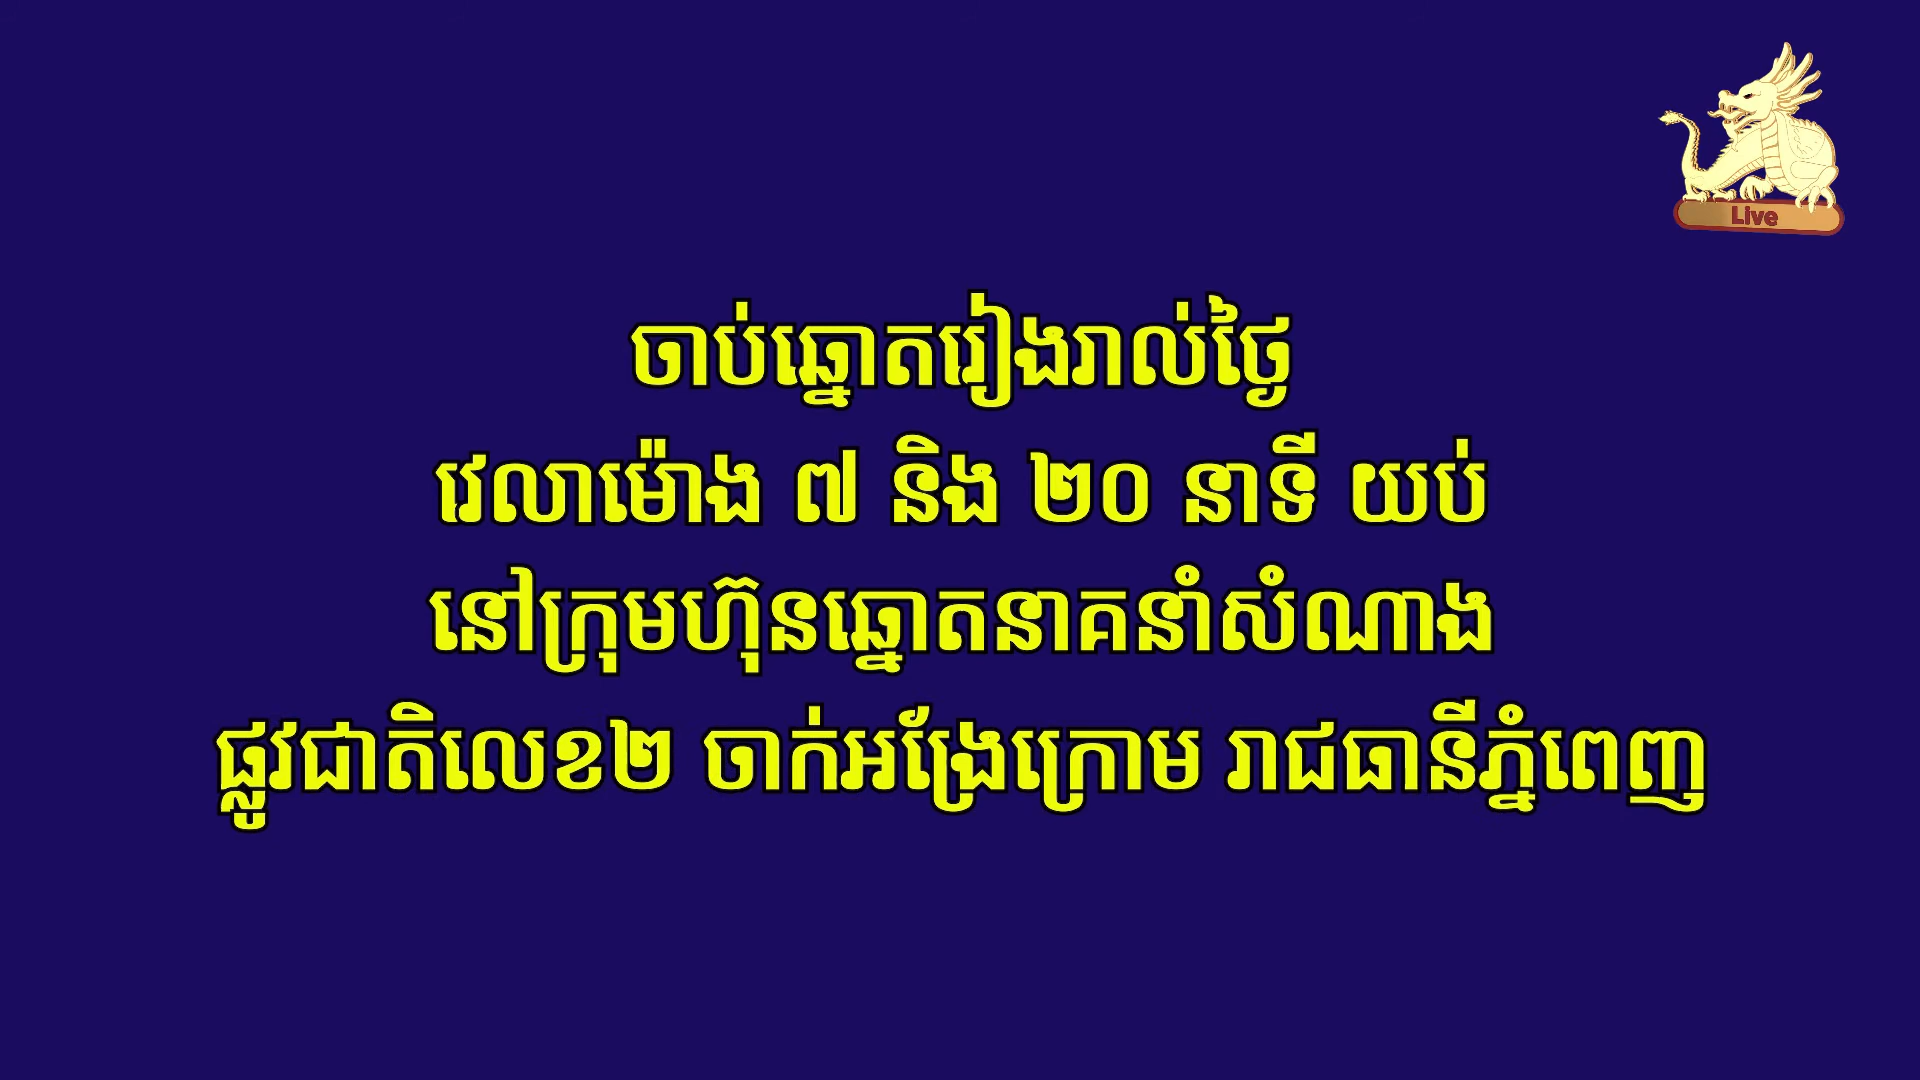 Live
ចាប់ឆ្នោតរៀងរាល់ថ្ងៃ
វេលាម៉ោង ៧ និង ២០ នាទី យប់
នៅក្រុមហ៊ុនឆ្នោតនាគនាំសំណាង
ផ្លូវជាតិលេខ២ ចាក់អង្រែក្រោម រាជធានីភ្នំពេញ